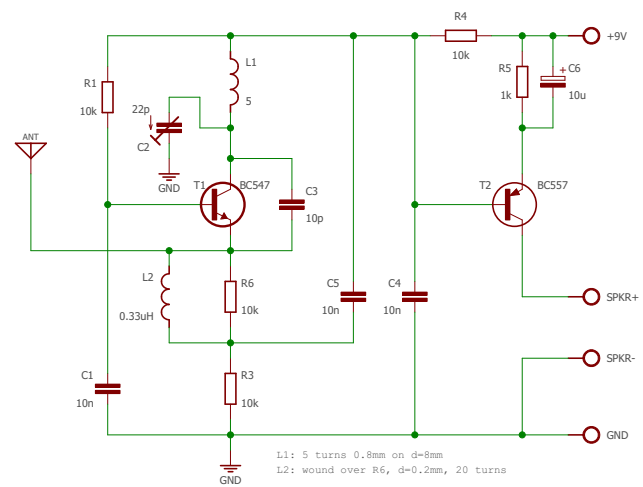 R4
+9V
10k
L1
R5
C6
+
1k
10u
5
R1
10k
22p
C2
ANT
GND
T1
BC547
C3
10p
T2
BC557
L2
0.33uH
R6
10k
C5
10n
C4
10n
SPKR+
SPKR-
C1
10n
R3
10k
GND
L1: 5 turns 0.8mm on d=8mm
L2: wound over R6, d=0.2mm, 20 turns
GND